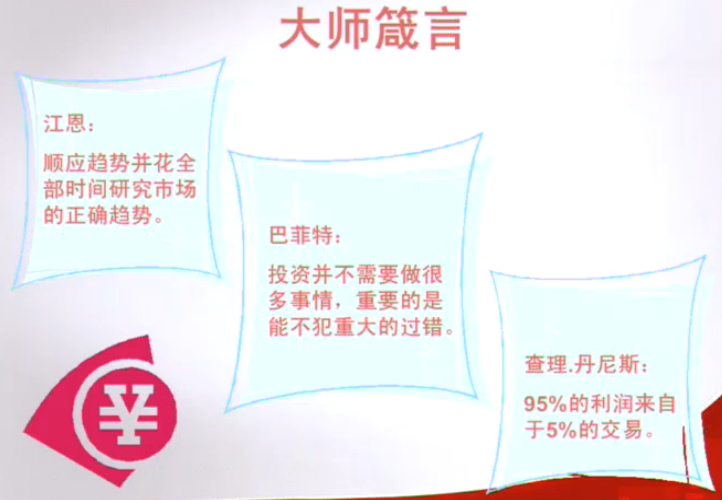 大师箴言
江恩：
顺应趋势并花全
部时间研究市场
的正确趋势。
巴菲特：
投资并不需要做很
多事情，重要的是
能不犯重大的过错。
查理.丹尼斯：
95%的利润来自
于5%的交易。
¥